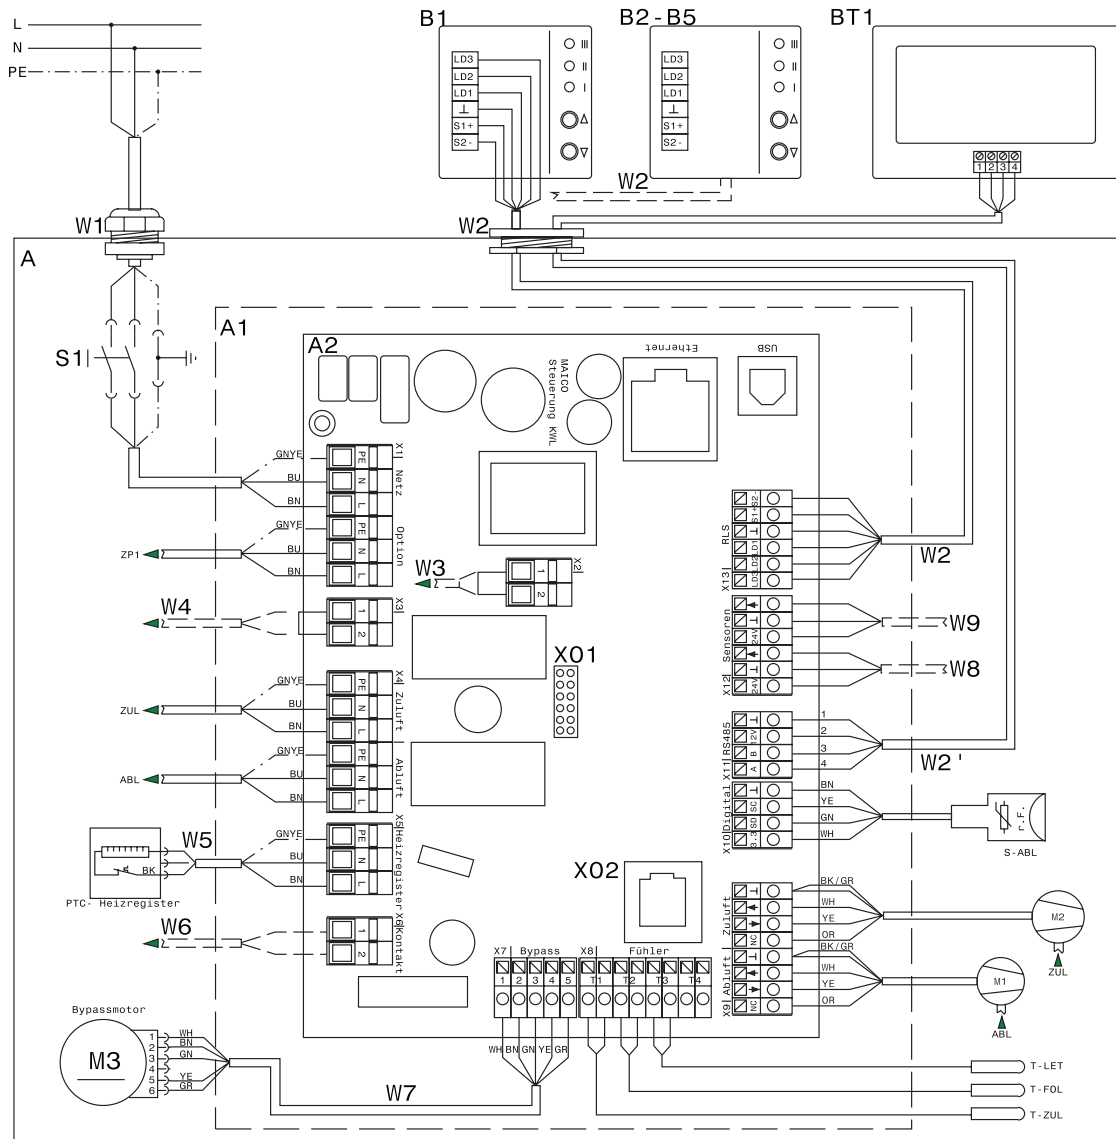 L
N
PE
B1
LD3
LD2
LD1
⊥
S1+
S2-
III
II
I
B2-B5
LD3
LD2
LD1
⊥
S1+
S2-
III
II
I
BT1
1 2 3 4
W2
W1
W2
A
A1
S1
A2
MAICO
Steuerung KWL
Ethernet
USB
X1
Netz
Option
GNYE PE
BU N
BN L
GNYE PE
BU N
BN L
ZP1
W3
X2
1
2
W4
X3
1
2
X01
X4
Zuluft
GNYE PE
BU N
BN L
ZUL
Abluft
GNYE PE
BU N
BN L
ABL
X5
Heizregister
GNYE PE
BU N
BN L
W5
BK
PTC- Heizregister
X6
Kontakt
W6
1
2
X13
RLS
S2-
S1+
⊥
LD1
LD2
LD3
W2
X12
Sensoren
⊥
24V
⊥
24V
W9
W8
X11
RS485
⊥ 1
12V 2
B 3
A 4
W2'
X10
Digital
⊥ BN
SC YE
SD GN
3.3 WH
r.F.
S-ABL
X02
X9
Zuluft
⊥ BK/GR
WH
YE
NC OR
M2
ZUL
Abluft
⊥ BK/GR
WH
YE
NC OR
M1
ABL
X7 Bypass X8 Fühler
1 2 3 4 5 T1 T2 T3 T4
WH BN GN YE GR
Bypassmotor
M3
1 WH
2 BN
3 GN
4
5 YE
6 GR
W7
T-LET
T-FOL
T-ZUL